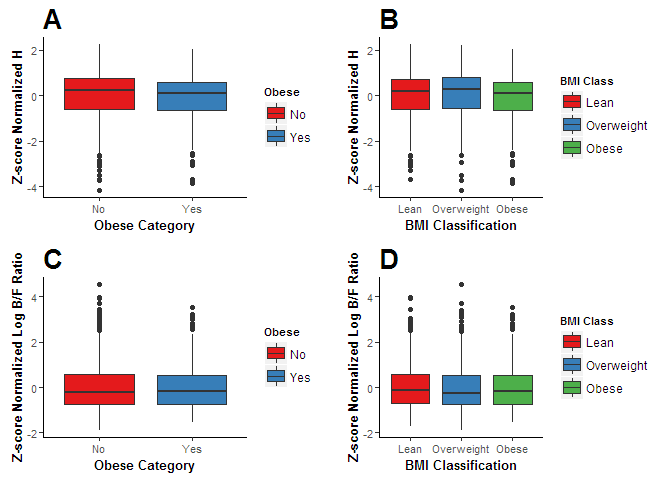 A
Z-score Normalized H
2
0
-2
-4
No
Yes
Obese Category
Obese
No
Yes
B
Z-score Normalized H
2
0
-2
-4
Lean
Overweight
Obese
BMI Classification
BMI Class
Lean
Overweight
Obese
C
Z-score Normalized Log B/F Ratio
4
2
0
-2
No
Yes
Obese Category
Obese
No
Yes
D
Z-score Normalized Log B/F Ratio
4
2
0
-2
Lean
Overweight
Obese
BMI Classification
BMI Class
Lean
Overweight
Obese